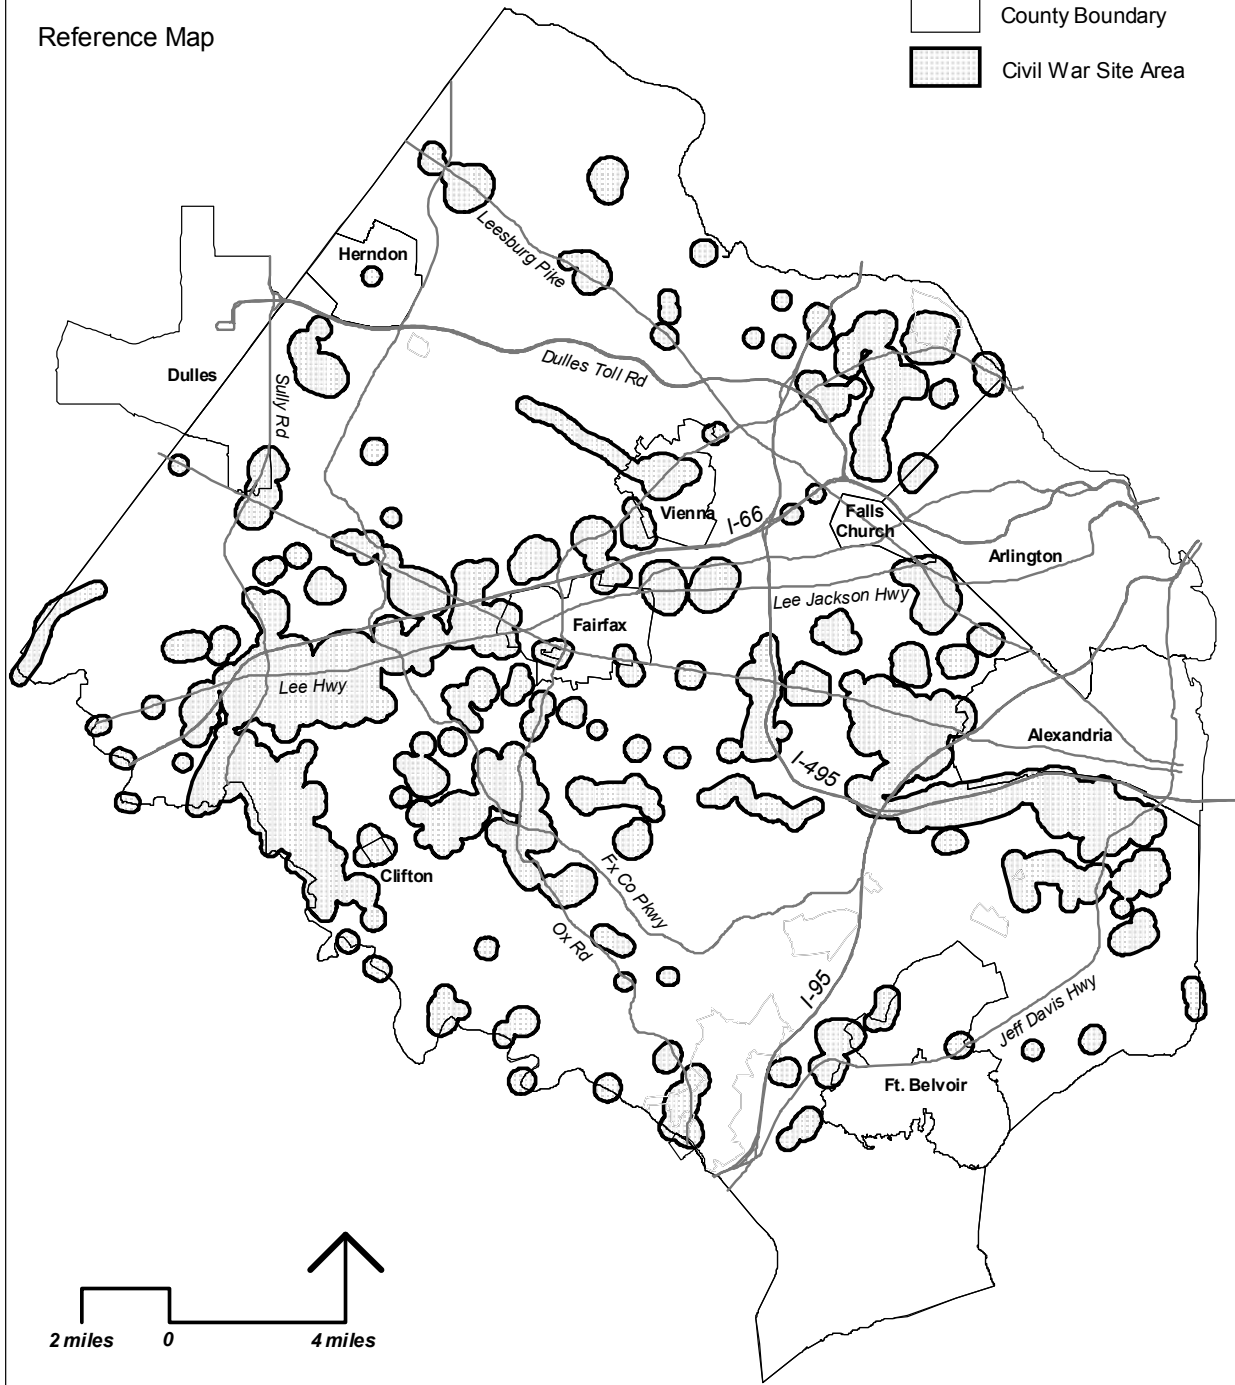 County Boundary
Reference Map
Civil War Site Area
Leesburg Pike
Herndon
Dulles Toll Rd
Dulles
Sully Rd
Vienna
I-66
Falls
Church
Arlington
Lee Jackson Hwy
Fairfax
Lee Hwy
Alexandria
I-495
Fx Co Pkwy
Clifton
Ox Rd
I-95
Jeff Davis Hwy
Ft. Belvoir
2 miles 0 4 miles